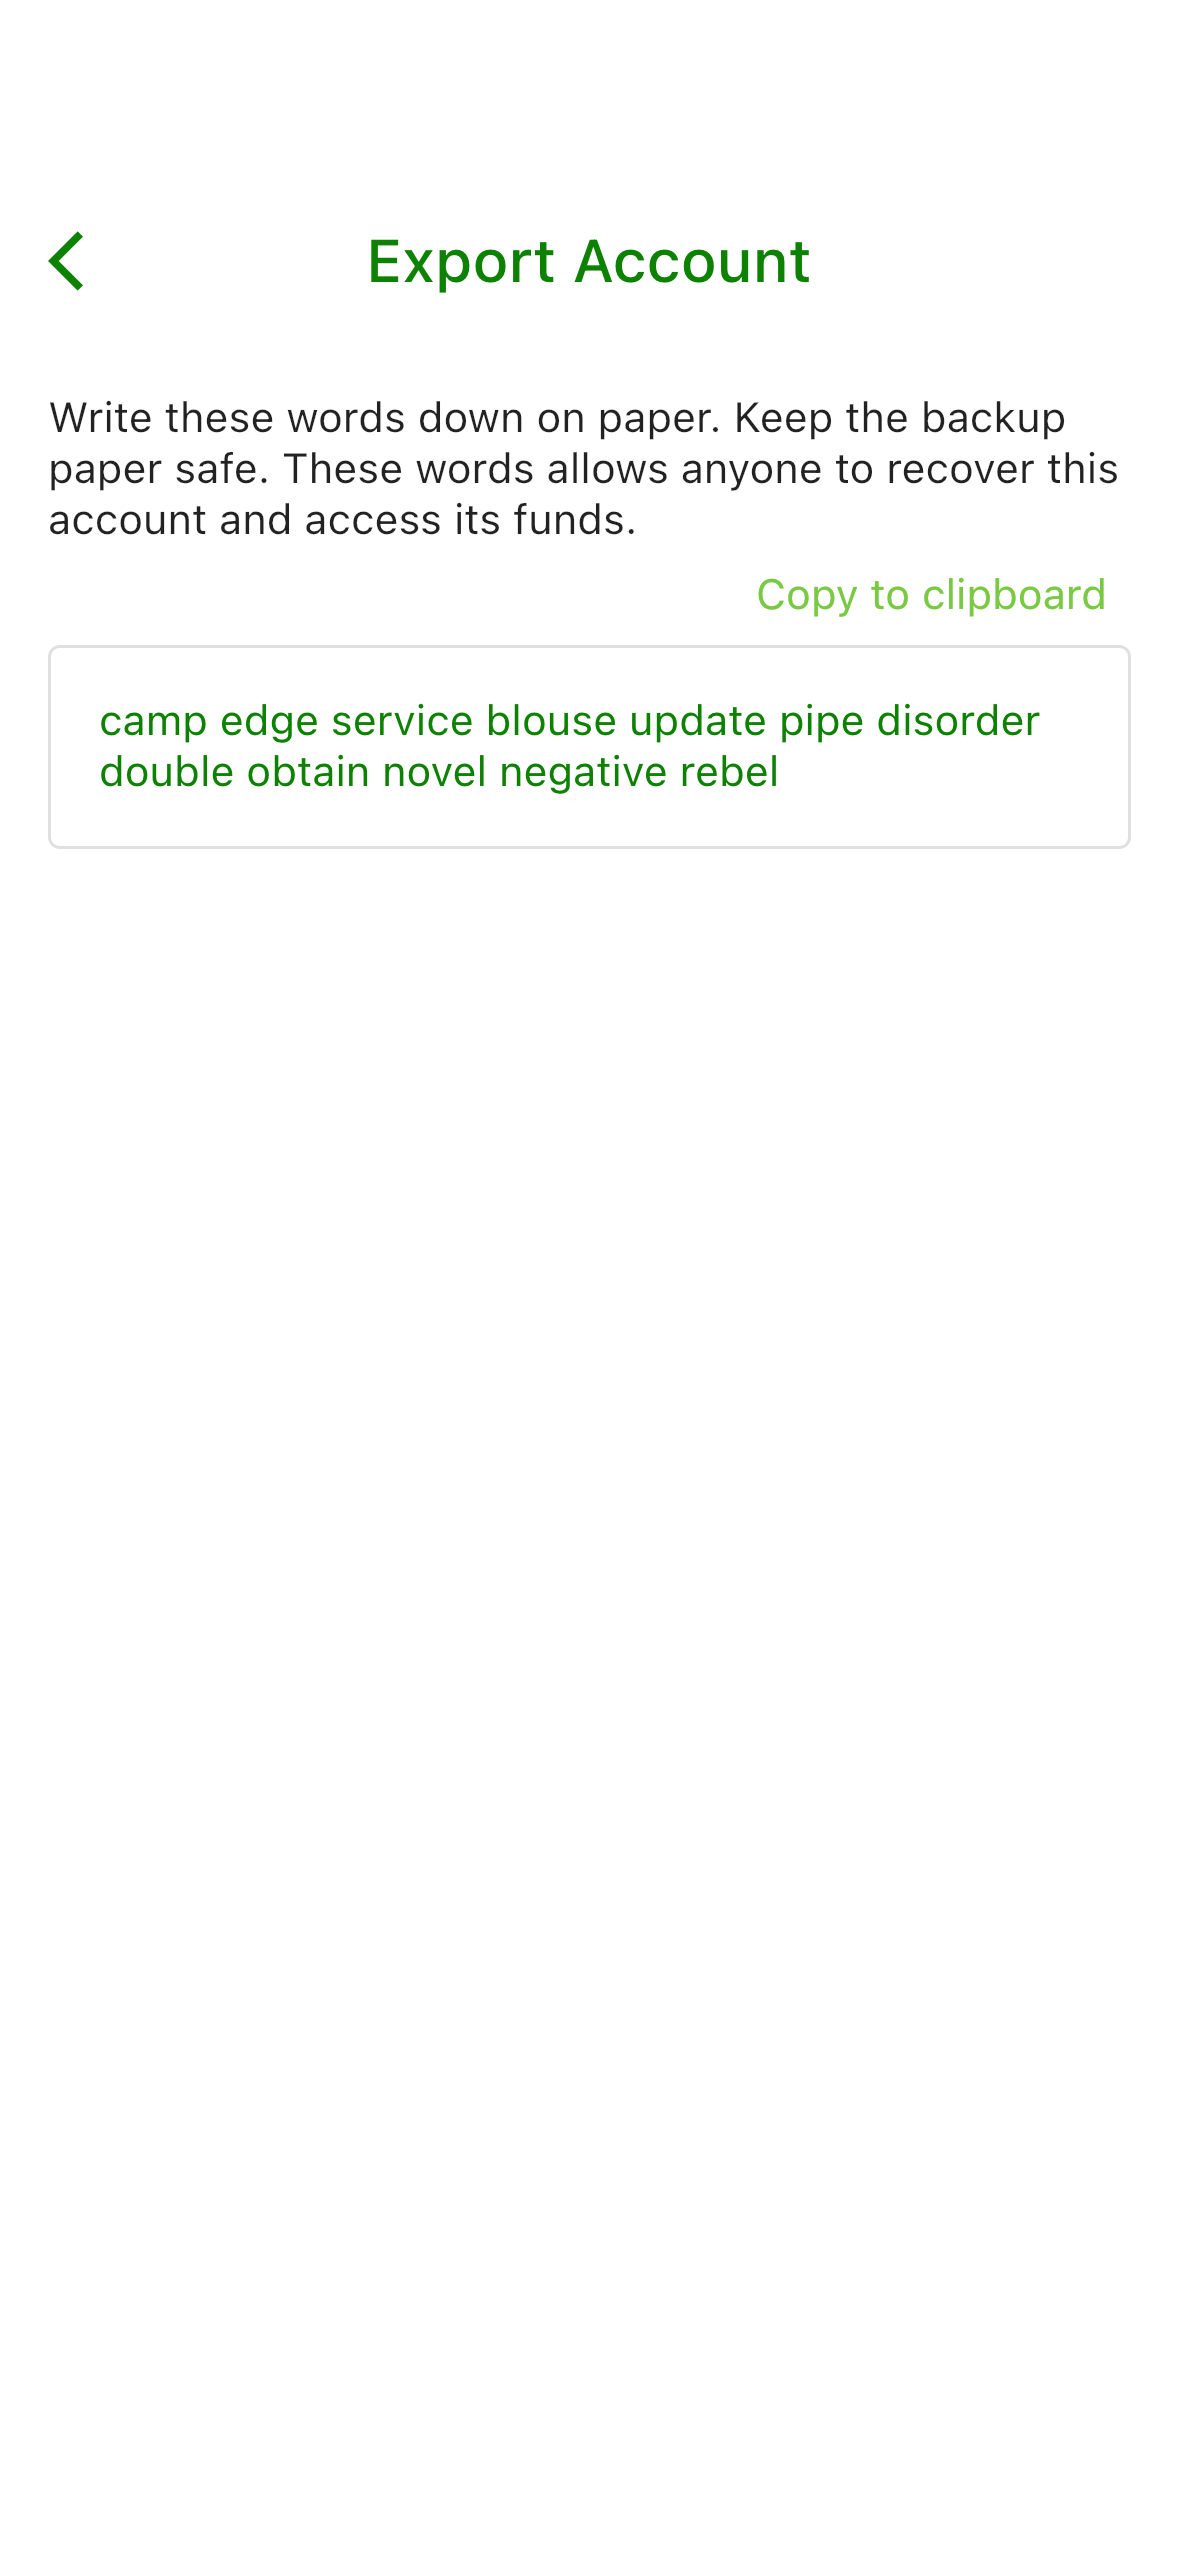 Export Account
Write these words down on paper. Keep the backup
paper safe. These words allows anyone to recover this
account and access its funds.
Copy to clipboard
camp edge service blouse update pipe disorder
double obtain novel negative rebel